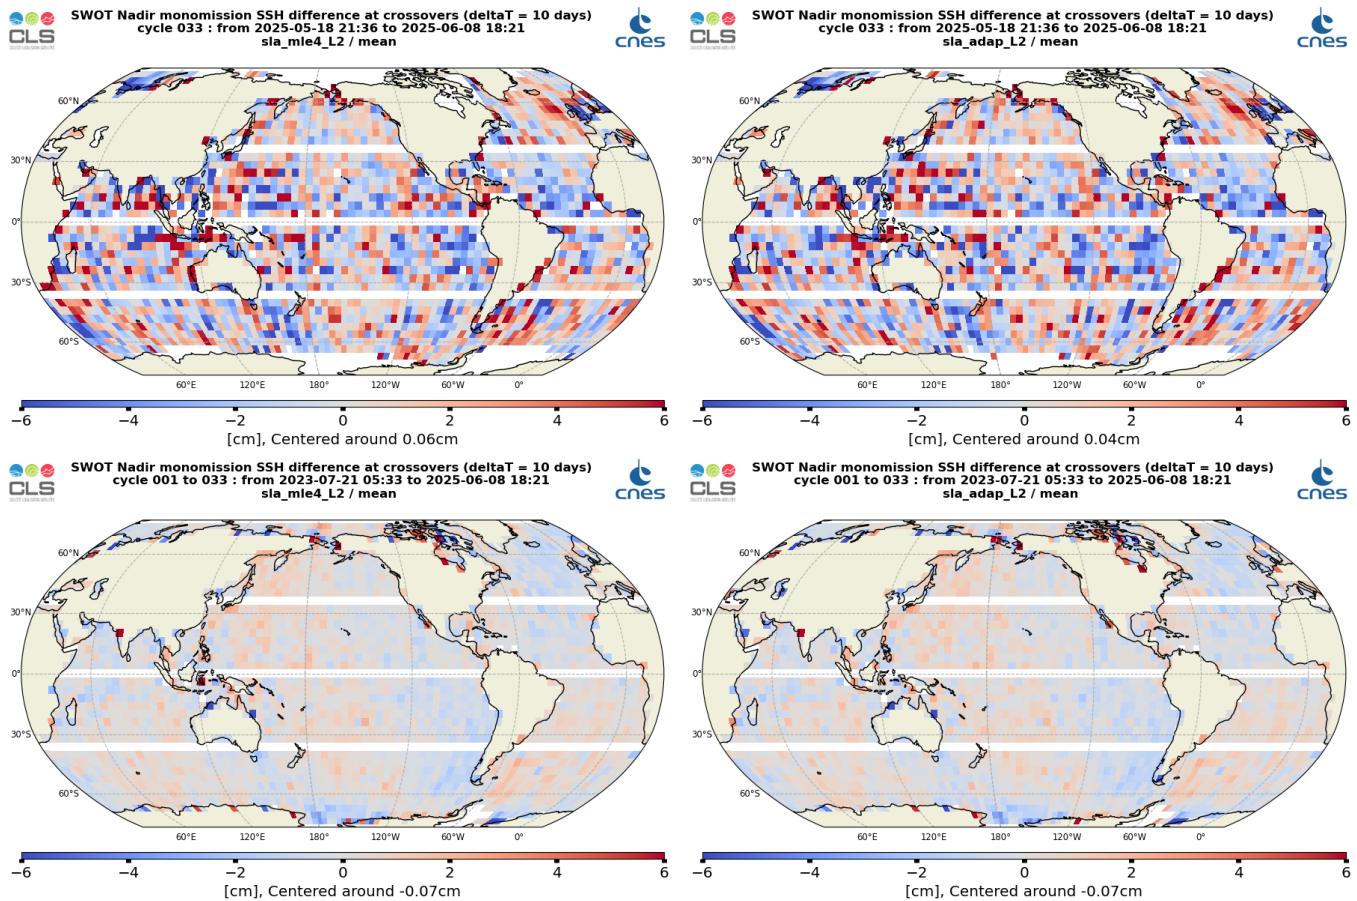 SWOT Nadir monomission SSH difference at crossovers (deltaT = 10 days)
cycle 033 : from 2025-05-18 21:36 to 2025-06-08 18:21
sla_mle4_L2 / mean
CLS
cnes
60°N
30°N
0°
30°S
60°S
60°E 120°E 180° 120°W 60°W 0°
−6 −4 −2 0 2 4 6
[cm], Centered around 0.06cm
SWOT Nadir monomission SSH difference at crossovers (deltaT = 10 days)
cycle 033 : from 2025-05-18 21:36 to 2025-06-08 18:21
sla_adap_L2 / mean
CLS
cnes
60°N
30°N
0°
30°S
60°S
60°E 120°E 180° 120°W 60°W 0°
−6 −4 −2 0 2 4 6
[cm], Centered around 0.04cm
SWOT Nadir monomission SSH difference at crossovers (deltaT = 10 days)
cycle 001 to 033 : from 2023-07-21 05:33 to 2025-06-08 18:21
sla_mle4_L2 / mean
CLS
cnes
60°N
30°N
0°
30°S
60°S
60°E 120°E 180° 120°W 60°W 0°
−6 −4 −2 0 2 4 6
[cm], Centered around -0.07cm
SWOT Nadir monomission SSH difference at crossovers (deltaT = 10 days)
cycle 001 to 033 : from 2023-07-21 05:33 to 2025-06-08 18:21
sla_adap_L2 / mean
CLS
cnes
60°N
30°N
0°
30°S
60°S
60°E 120°E 180° 120°W 60°W 0°
−6 −4 −2 0 2 4 6
[cm], Centered around -0.07cm